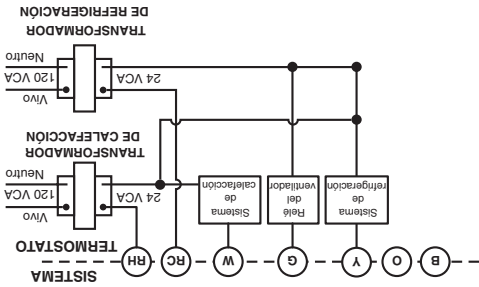 SISTEMA
B O Y G W RC RH
TERMOSTATO
Sistema
de
refrigeración
Relé
del
ventilador
Sistema
de
calefacción
Vivo
24 VCA
120 VCA
Neutro
TRANSFORMADOR
DE CALEFACCIÓN
Vivo
24 VCA
120 VCA
Neutro
TRANSFORMADOR
DE REFRIGERACIÓN